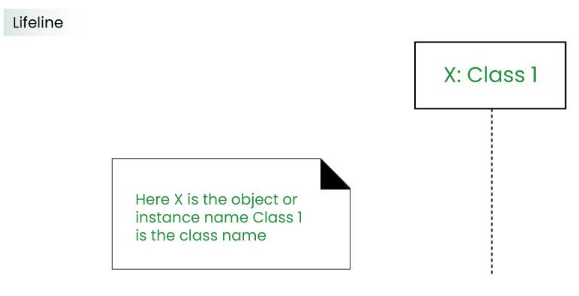 Lifeline
X: Class 1
Here X is the object or
instance name Class 1
is the class name